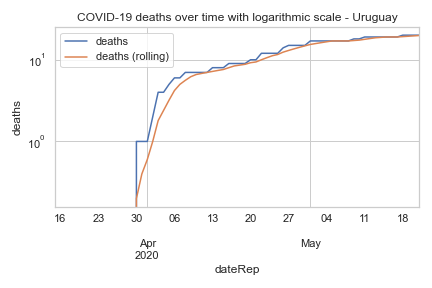 COVID-19 deaths over time with logarithmic scale - Uruguay
deaths
deaths (rolling)
10¹
10⁰
deaths
16 23 30 06 13 20 27 04 11 18
Apr May
2020
dateRep